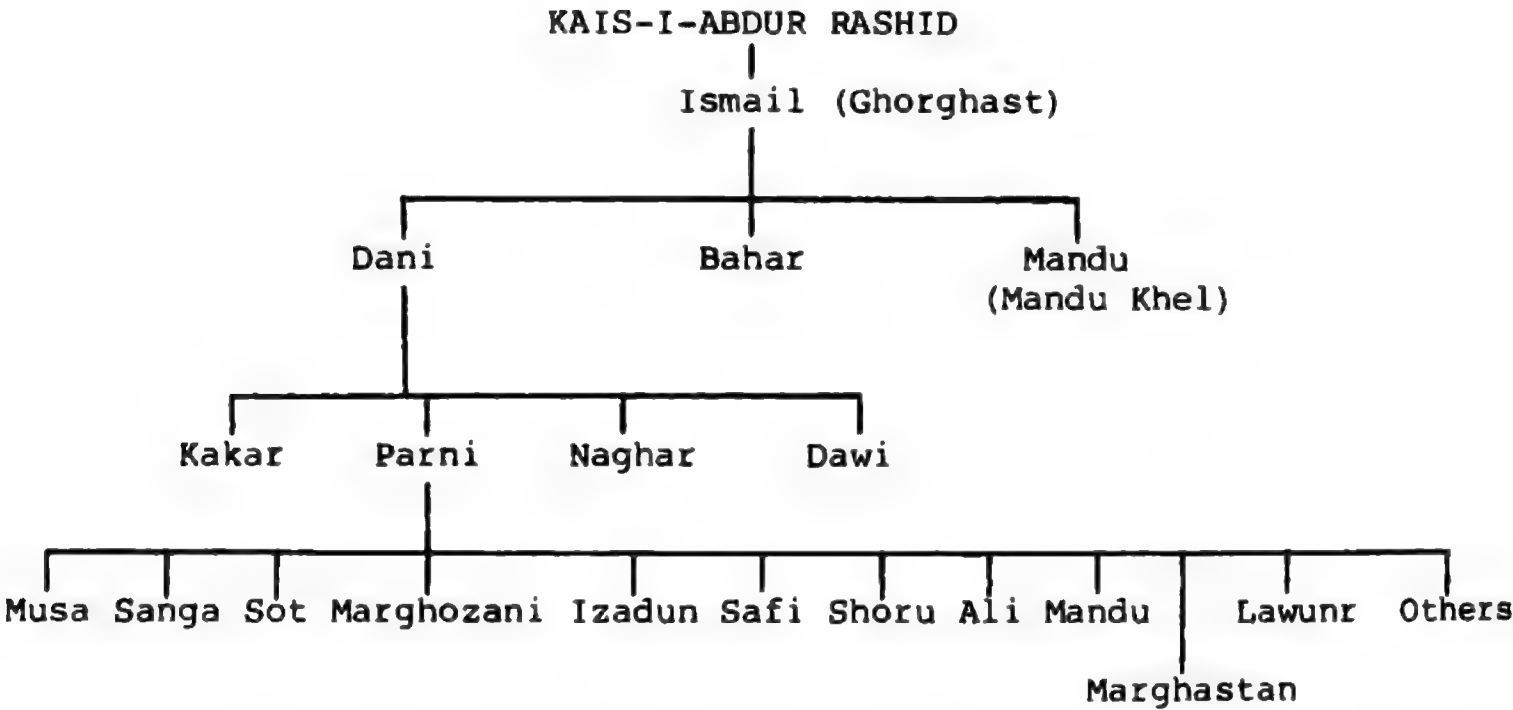 KAIS-I-ABDUR RASHID
Ismail (Ghorghast)
Dani Bahar Mandu
(Mandu Khel)
Kakar Parni Naghar Dawi
Musa Sanga Sot Marghozani Izadun Safi Shoru Ali Mandu Lawunr Others
Marghastan